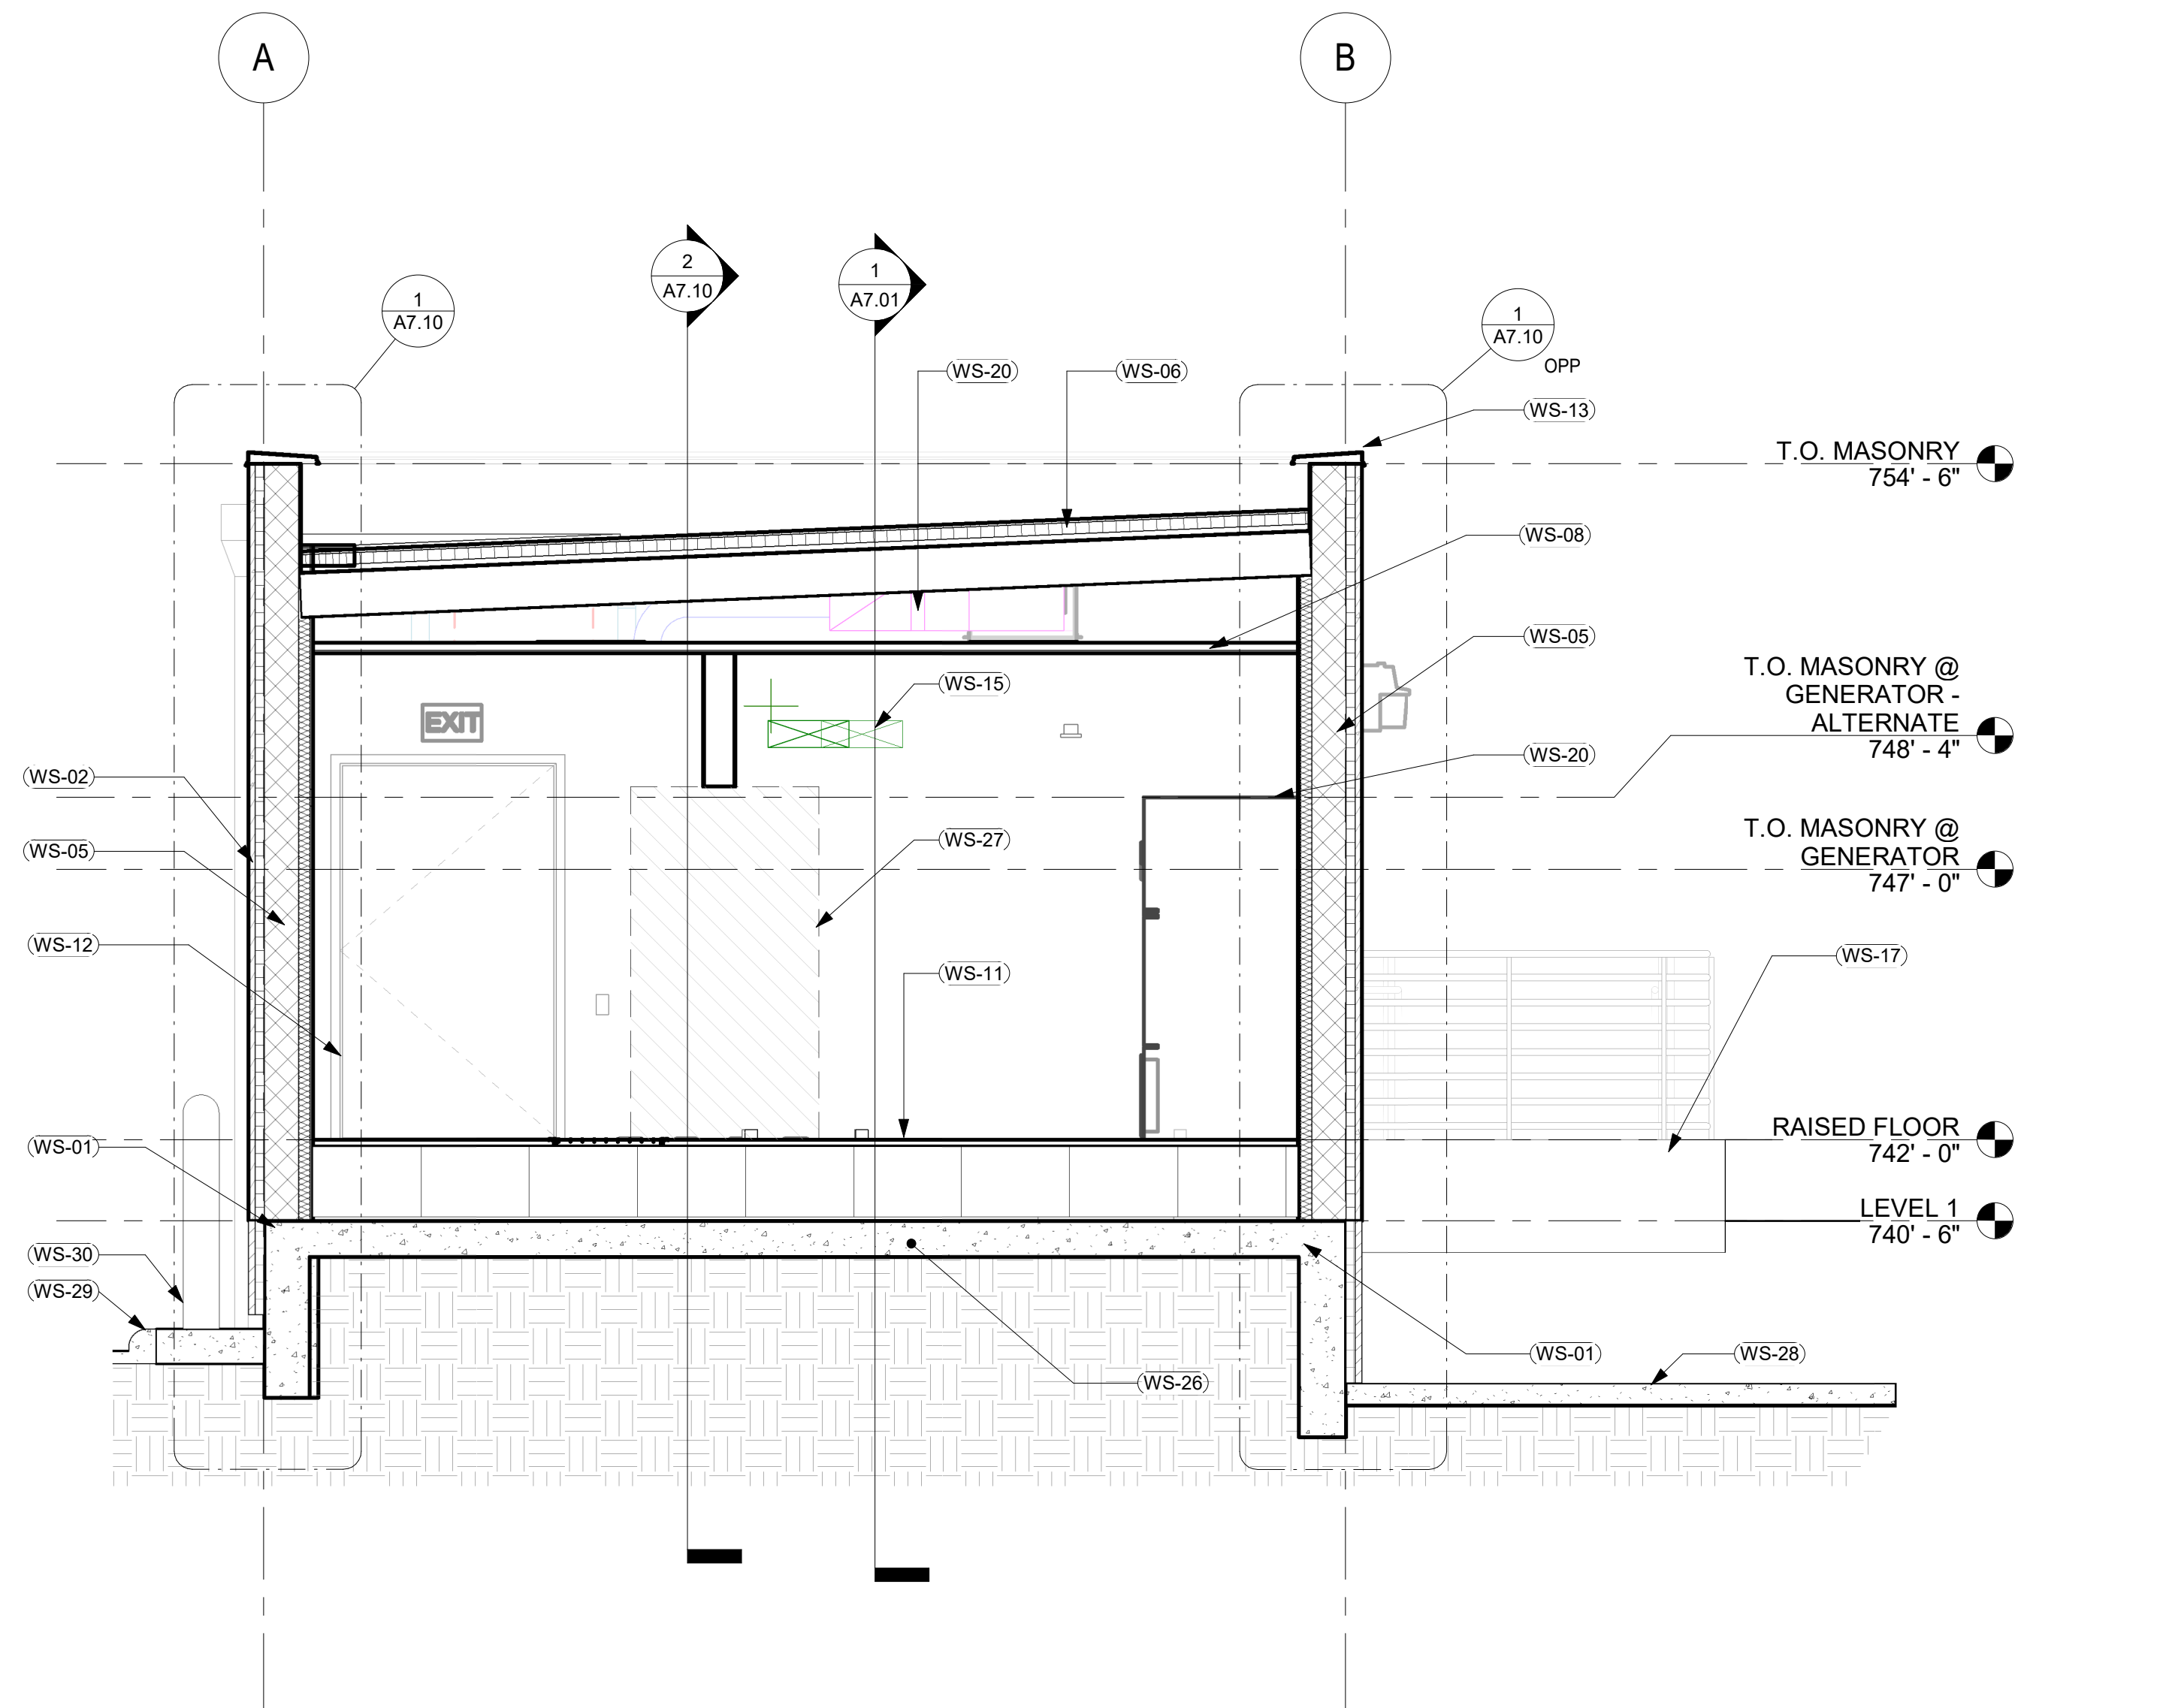 A
B
2
A7.10
1
A7.01
1
A7.10
1
A7.10
OPP
WS-20
WS-06
WS-13
T.O. MASONRY
754' - 6"
WS-08
WS-05
T.O. MASONRY @
GENERATOR -
ALTERNATE
748' - 4"
WS-15
EXIT
WS-20
WS-02
T.O. MASONRY @
GENERATOR
747' - 0"
WS-27
WS-05
WS-12
WS-17
WS-11
RAISED FLOOR
742' - 0"
WS-01
LEVEL 1
740' - 6"
WS-30
WS-29
WS-01
WS-28
WS-26